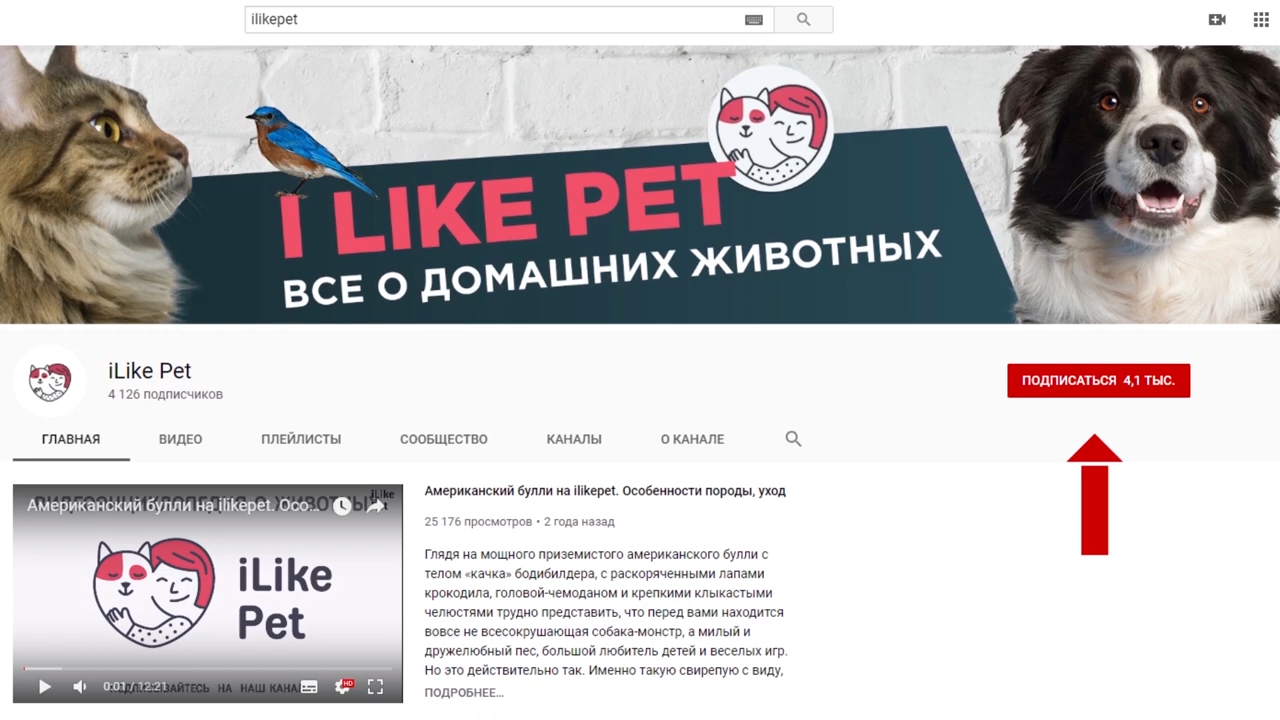 ilikepet
I LIKE PET
ВСЕ О ДОМАШНИХ ЖИВОТНЫХ
iLike Pet
4 126 подписчиков
ПОДПИСАТЬСЯ 4,1 ТЫС.
ГЛАВНАЯ
ВИДЕО
ПЛЕЙЛИСТЫ
СООБЩЕСТВО
КАНАЛЫ
О КАНАЛЕ
Американский булли на ilikepet. Осо...
iLike
Pet
0:01 / 12:21
НА НАШ
HD
Американский булли на ilikepet. Особенности породы, уход
25 176 просмотров • 2 года назад
Глядя на мощного приземистого американского булли с
телом «качка» бодибилдера, с раскоряченными лапами
крокодила, головой-чемоданом и крепкими клыкастыми
челюстями трудно представить, что перед вами находится
вовсе не всесокрушающая собака-монстр, а милый и
дружелюбный пес, большой любитель детей и веселых игр.
Но это действительно так. Именно такую свирепую с виду,
ПОДРОБНЕЕ...